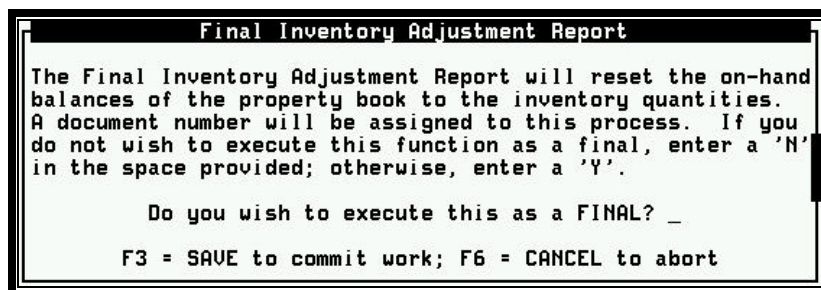 Final Inventory Adjustment Report
The Final Inventory Adjustment Report will reset the on-hand
balances of the property book to the inventory quantities.
A document number will be assigned to this process.  If you
do not wish to execute this function as a final, enter a 'N'
in the space provided; otherwise, enter a 'Y'.
Do you wish to execute this as a FINAL? _
F3 = SAVE to commit work; F6 = CANCEL to abort